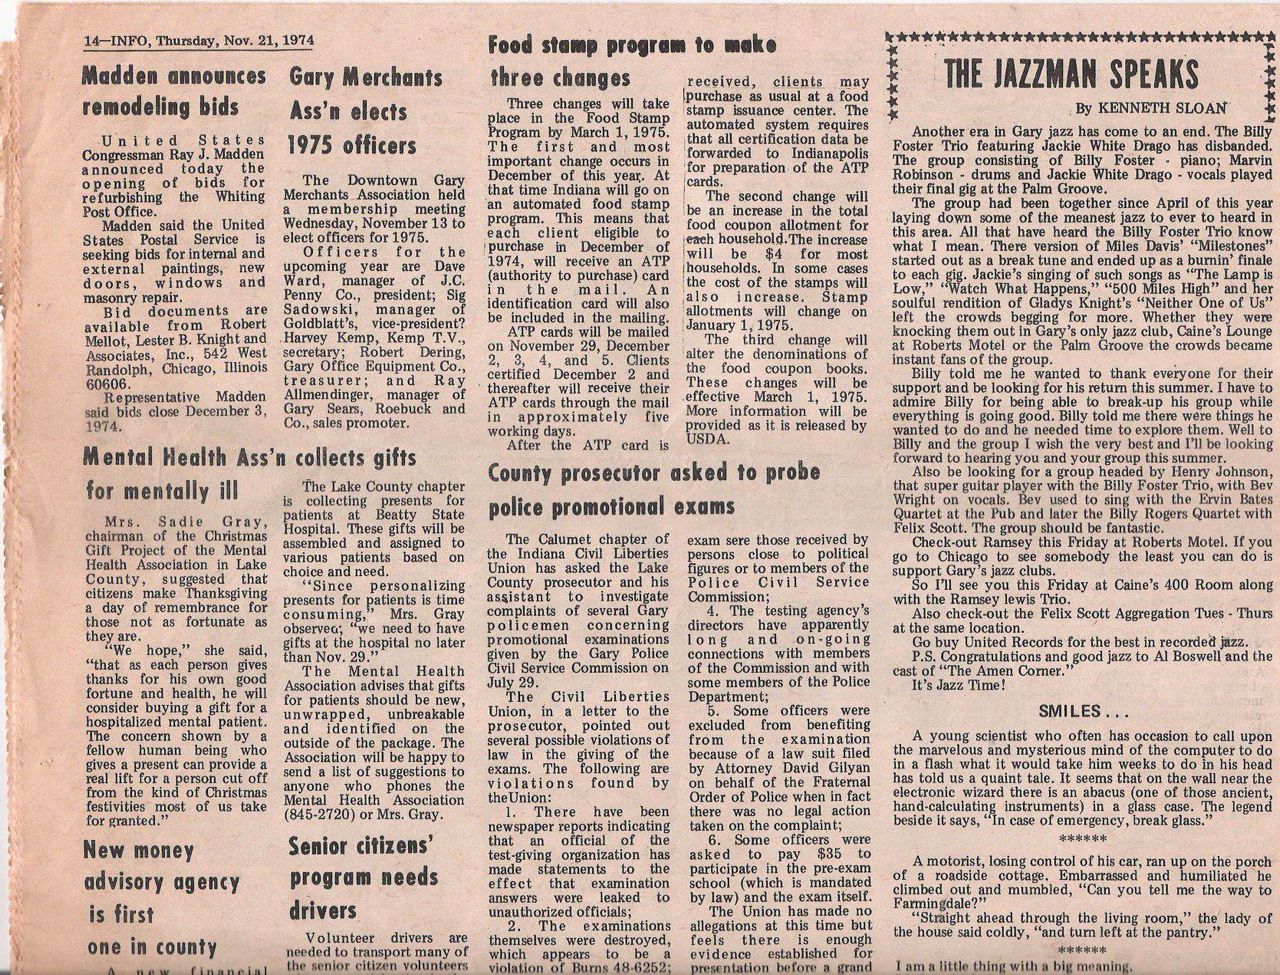 14—INFO, Thursday, Nov. 21, 1974
Madden announces
remodeling bids
United States
Congressman Ray J. Madden
announced today the
opening of bids for
refurbishing the Whiting
Post Office.
Madden said the United
States Postal Service is
seeking bids for internal and
external paintings, new
doors, windows and
masonry repair.
Bid documents are
available from Robert
Mellot, Lester B. Knight and
Associates, Inc., 542 West
Randolph, Chicago, Illinois
60606.
Representative Madden
said bids close December 3,
1974.
Gary Merchants
Ass'n elects
1975 officers
The Downtown Gary
Merchants Association held
a membership meeting
Wednesday, November 13 to
elect officers for 1975.
Officers for the
upcoming year are Dave
Ward, manager of J.C.
Penny Co., president; Sig
Sadowski, manager of
Goldblatt's, vice-president?
Harvey Kemp, Kemp T.V.,
secretary; Robert Dering,
Gary Office Equipment Co.,
treasurer; and Ray
Allmendinger, manager of
Gary Sears, Roebuck and
Co., sales promoter.
Mental Health Ass'n collects gifts
for mentally ill
Mrs. Sadie Gray,
chairman of the Christmas
Gift Project of the Mental
Health Association in Lake
County, suggested that
citizens make Thanksgiving
a day of remembrance for
those not as fortunate as
they are.
"We hope," she said,
"that as each person gives
thanks for his own good
fortune and health, he will
consider buying a gift for a
hospitalized mental patient.
The concern shown by a
fellow human being who
gives a present can provide a
real lift for a person cut off
from the kind of Christmas
festivities most of us take
for granted."
The Lake County chapter
is collecting presents for
patients at Beatty State
Hospital. These gifts will be
assembled and assigned to
various patients based on
choice and need.
"Since personalizing
presents for patients is time
consuming," Mrs. Gray
observed; "we need to have
gifts at the hospital no later
than Nov. 29."
The Mental Health
Association advises that gifts
for patients should be new,
unwrapped, unbreakable
and identified on the
outside of the package. The
Association will be happy to
send a list of suggestions to
anyone who phones the
Mental Health Association
(845-2720) or Mrs. Gray.
New money
advisory agency
is first
one in county
A new financial
Senior citizens'
program needs
drivers
Volunteer drivers are
needed to transport many of
the senior citizen volunteers
Food stamp program to make
three changes
Three changes will take
place in the Food Stamp
Program by March 1, 1975.
The first and most
important change occurs in
December of this year. At
that time Indiana will go on
an automated food stamp
program. This means that
each client eligible to
purchase in December of
1974, will receive an ATP
(authority to purchase) card
in the mail. An
identification card will also
be included in the mailing.
ATP cards will be mailed
on November 29, December
2, 3, 4, and 5. Clients
certified December 2 and
thereafter will receive their
ATP cards through the mail
in approximately five
working days.
After the ATP card is
received, clients may
purchase as usual at a food
stamp issuance center. The
automated system requires
that all certification data be
forwarded to Indianapolis
for preparation of the ATP
cards.
The second change will
be an increase in the total
food coupon allotment for
each household.The increase
will be $4 for most
households. In some cases
the cost of the stamps will
also increase. Stamp
allotments will change on
January 1, 1975.
The third change will
alter the denominations of
the food coupon books.
These changes will be
effective March 1, 1975.
More information will be
provided as it is released by
USDA.
County prosecutor asked to probe
police promotional exams
The Calumet chapter of
the Indiana Civil Liberties
Union has asked the Lake
County prosecutor and his
assistant to investigate
complaints of several Gary
policemen concerning
promotional examinations
given by the Gary Police
Civil Service Commission on
July 29.
The Civil Liberties
Union, in a letter to the
prosecutor, pointed out
several possible violations of
law in the giving of the
exams. The following are
violations found by
theUnion:
1. There have been
newspaper reports indicating
that an official of the
test-giving organization has
made statements to the
effect that examination
answers were leaked to
unauthorized officials;
2. The examinations
themselves were destroyed,
which appears to be a
violation of Burns 48-6252;
exam sere those received by
persons close to political
figures or to members of the
Police Civil Service
Commission;
4. The testing agency's
directors have apparently
long and on-going
connections with members
of the Commission and with
some members of the Police
Department;
5. Some officers were
excluded from benefiting
from the examination
because of a law suit filed
by Attorney David Gilyan
on behalf of the Fraternal
Order of Police when in fact
there was no legal action
taken on the complaint;
6. Some officers were
asked to pay $35 to
participate in the pre-exam
school (which is mandated
by law) and the exam itself.
The Union has made no
allegations at this time but
feels there is enough
evidence established for
presentation before a grand
THE JAZZMAN SPEAKS
By KENNETH SLOAN
Another era in Gary jazz has come to an end. The Billy
Foster Trio featuring Jackie White Drago has disbanded.
The group consisting of Billy Foster - piano; Marvin
Robinson - drums and Jackie White Drago - vocals played
their final gig at the Palm Groove.
The group had been together since April of this year
laying down some of the meanest jazz to ever to heard in
this area. All that have heard the Billy Foster Trio know
what I mean. There version of Miles Davis' "Milestones"
started out as a break tune and ended up as a burnin' finale
to each gig. Jackie's singing of such songs as "The Lamp is
Low," "Watch What Happens," "500 Miles High" and her
soulful rendition of Gladys Knight's "Neither One of Us"
left the crowds begging for more. Whether they were
knocking them out in Gary's only jazz club, Caine's Lounge
at Roberts Motel or the Palm Groove the crowds became
instant fans of the group.
Billy told me he wanted to thank everyone for their
support and be looking for his return this summer. I have to
admire Billy for being able to break-up his group while
everything is going good. Billy told me there were things he
wanted to do and he needed time to explore them. Well to
Billy and the group I wish the very best and I'll be looking
forward to hearing you and your group this summer.
Also be looking for a group headed by Henry Johnson,
that super guitar player with the Billy Foster Trio, with Bev
Wright on vocals. Bev used to sing with the Ervin Bates
Quartet at the Pub and later the Billy Rogers Quartet with
Felix Scott. The group should be fantastic.
Check-out Ramsey this Friday at Roberts Motel. If you
go to Chicago to see somebody the least you can do is
support Gary's jazz clubs.
So I'll see you this Friday at Caine's 400 Room along
with the Ramsey lewis Trio.
Also check-out the Felix Scott Aggregation Tues - Thurs
at the same location.
Go buy United Records for the best in recorded jazz.
P.S. Congratulations and good jazz to Al Boswell and the
cast of "The Amen Corner."
It's Jazz Time!
SMILES...
A young scientist who often has occasion to call upon
the marvelous and mysterious mind of the computer to do
in a flash what it would take him weeks to do in his head
has told us a quaint tale. It seems that on the wall near the
electronic wizard there is an abacus (one of those ancient,
hand-calculating instruments) in a glass case. The legend
beside it says, "In case of emergency, break glass."
******
A motorist, losing control of his car, ran up on the porch
of a roadside cottage. Embarrassed and humiliated he
climbed out and mumbled, "Can you tell me the way to
Farmingdale?"
"Straight ahead through the living room," the lady of
the house said coldly, "and turn left at the pantry."
******
I am a little thing with a big meaning.